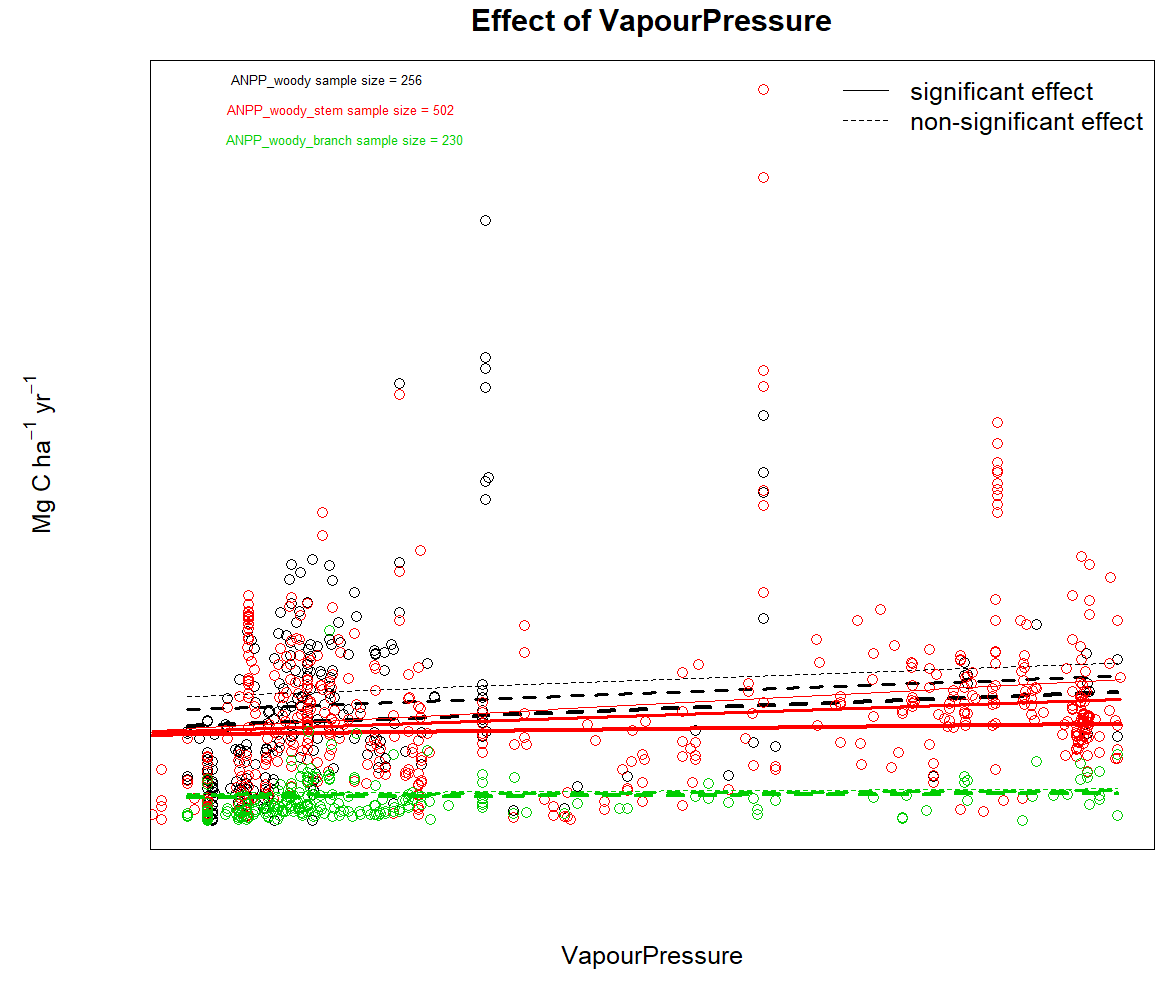 Effect of VapourPressure
ANPP_woody sample size = 256
ANPP_woody_stem sample size = 502
ANPP_woody_branch sample size = 230
significant effect
non-significant effect
Mg C ha⁻¹ yr⁻¹
VapourPressure